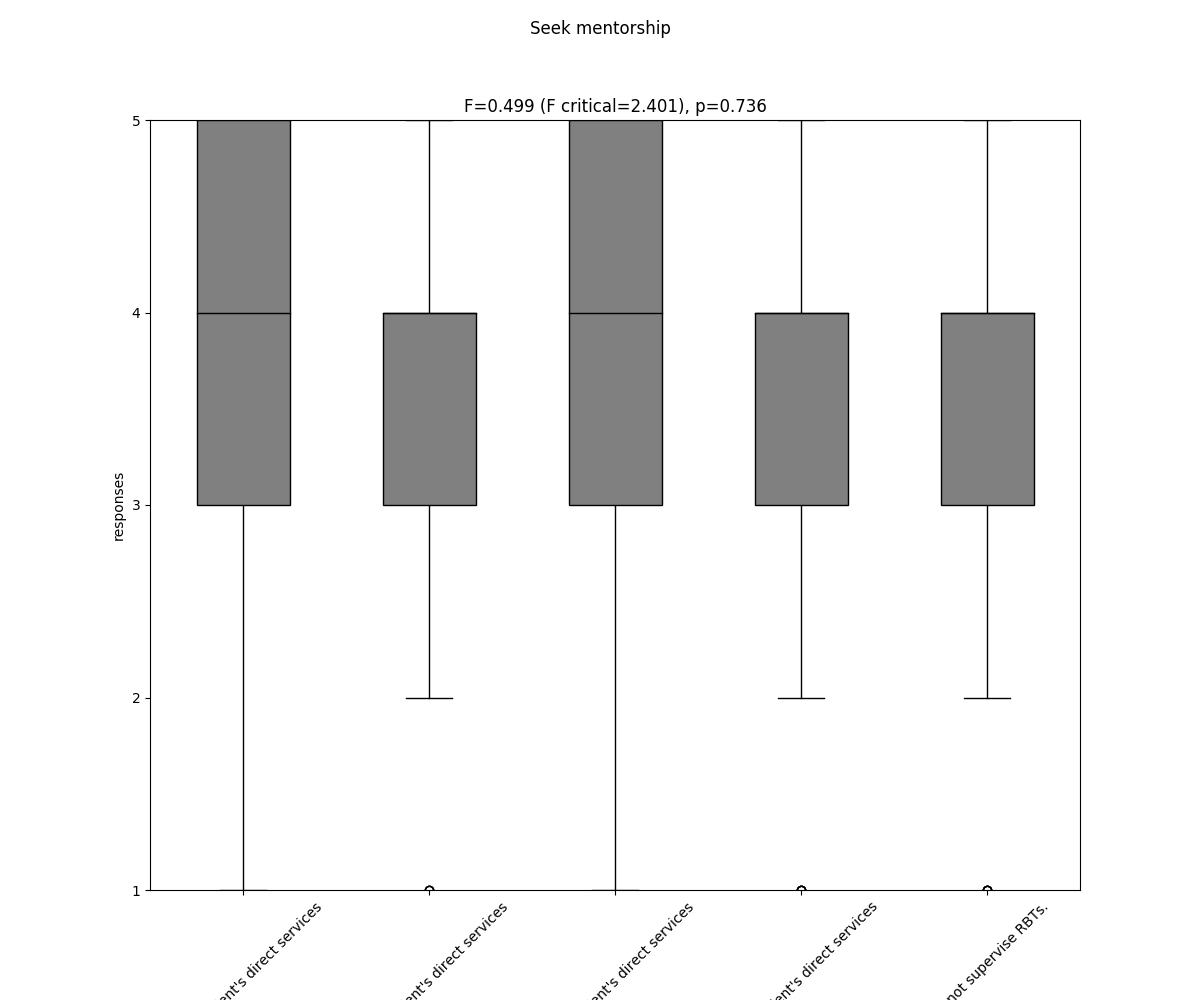 Seek mentorship
F=0.499 (F critical=2.401), p=0.736
5
4
3
2
1
responses
ent's direct services
ent's direct services
ent's direct services
ent's direct services
not supervise RBTs.